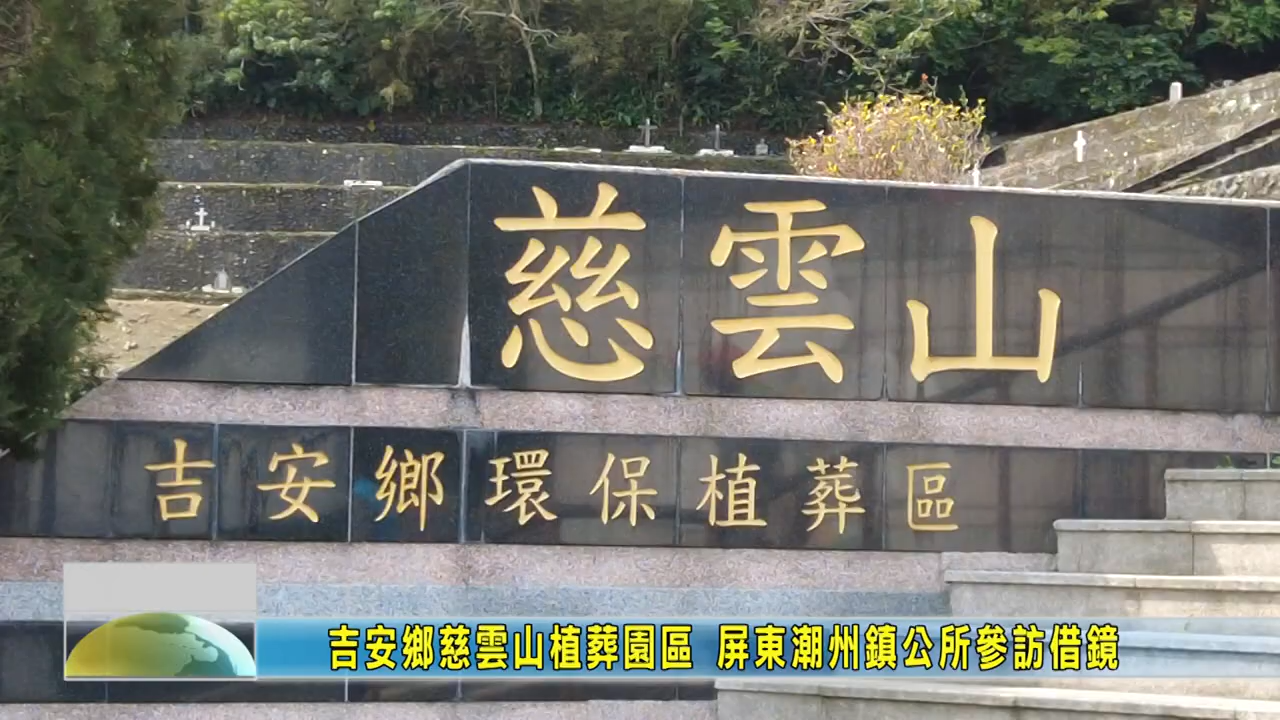 慈雲山
吉安鄉環保植葬區
吉安鄉慈雲山植葬園區 屏東潮州鎮公所參訪借鏡